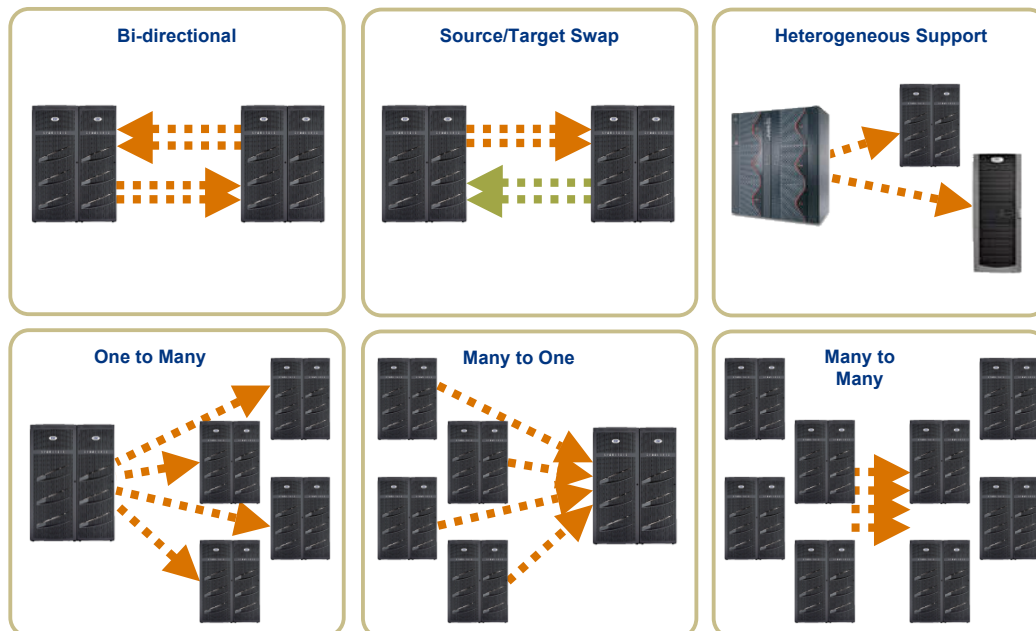 Bi-directional
Source/Target Swap
Heterogeneous Support
One to Many
Many to One
Many to
Many